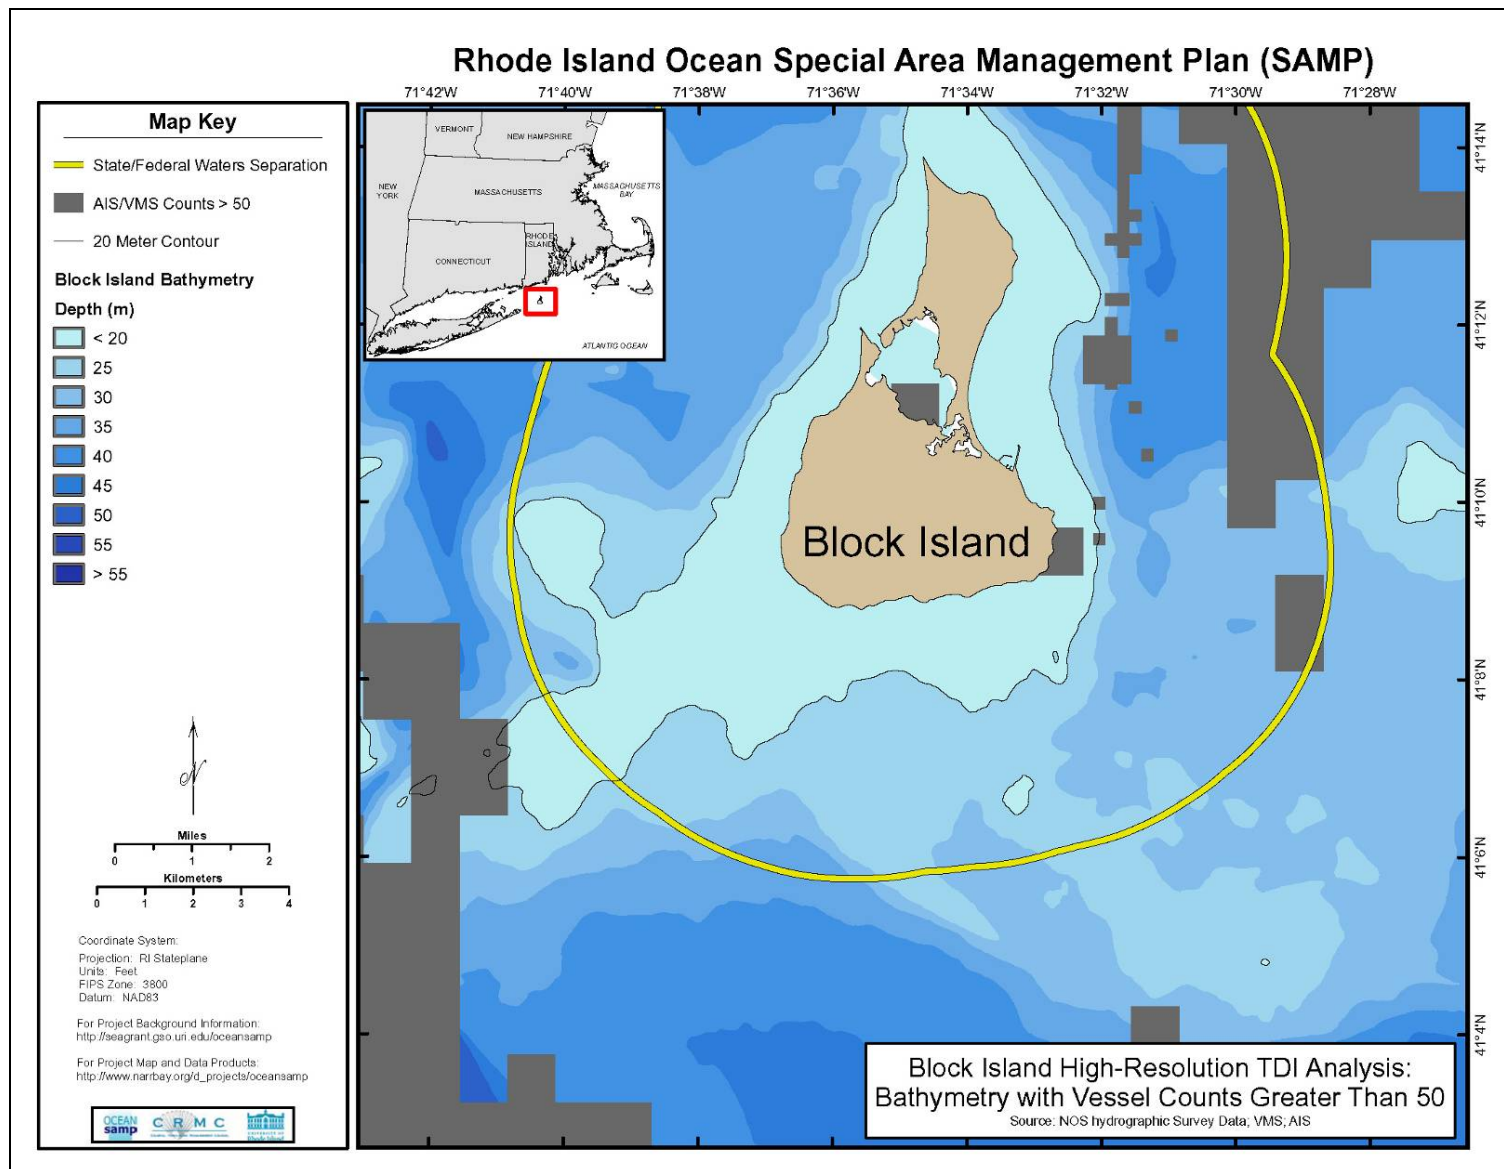 Rhode Island Ocean Special Area Management Plan (SAMP)
71°42'W
71°40'W
71°38'W
71°36'W
71°34'W
71°32'W
71°30'W
71°28'W
Map Key
State/Federal Waters Separation
AIS/VMS Counts > 50
20 Meter Contour
Block Island Bathymetry
Depth (m)
< 20
25
30
35
40
45
50
55
> 55
VERMONT
NEW HAMPSHIRE
NEW
YORK
MASSACHUSETTS
MASSACHUSETTS
BAY
RHODE
ISLAND
CONNECTICUT
ATLANTIC OCEAN
Block Island
41°14'N
41°12'N
41°10'N
41°8'N
41°6'N
41°4'N
N
Miles
0 1 2
Kilometers
0 1 2 3 4
Coordinate System:
Projection: RI Stateplane
Units: Feet
FIPS Zone: 3800
Datum: NAD83
For Project Background Information:
http://seagrant.gso.uri.edu/oceansamp
For Project Map and Data Products:
http://www.narrbay.org/d_projects/oceansamp
OCEAN
samp
C R M C
Block Island High-Resolution TDI Analysis:
Bathymetry with Vessel Counts Greater Than 50
Source: NOS hydrographic Survey Data; VMS; AIS